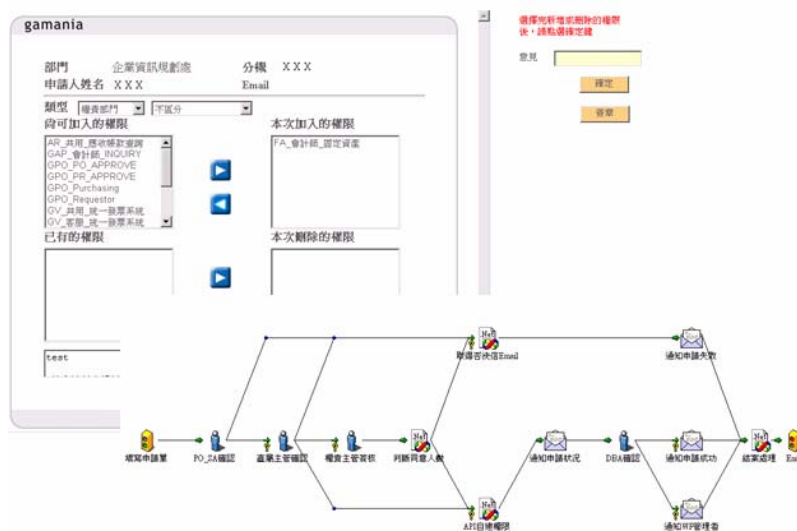 gamania
部門 企業資訊規劃處 分機 XXX
申請人姓名 XXX Email
類型 權責部門 不區分
尚可加入的權限 本次加入的權限
AR_共用_應收帳款查詢
GAP_會計師_INQUIRY
GPO_PO_APPROVE
GPO_PR_APPROVE
GPO_Purchasing
GPO_Requestor
GV_共用_統一發票系統
GV_客服_統一發票系統
FA_會計師_固定資產
已有的權限 本次刪除的權限
test
選擇完新增或刪除的權限
後，請點選確定鍵
意見
確定
簽章
取得否決信Email
通知申請失敗
填寫申請單
PO_SA確認
直屬主管確認
權責主管簽核
判斷同意人數
通知申請狀況
DBA確認
通知申請成功
結案處理
End
API自建權限
通知WF管理者